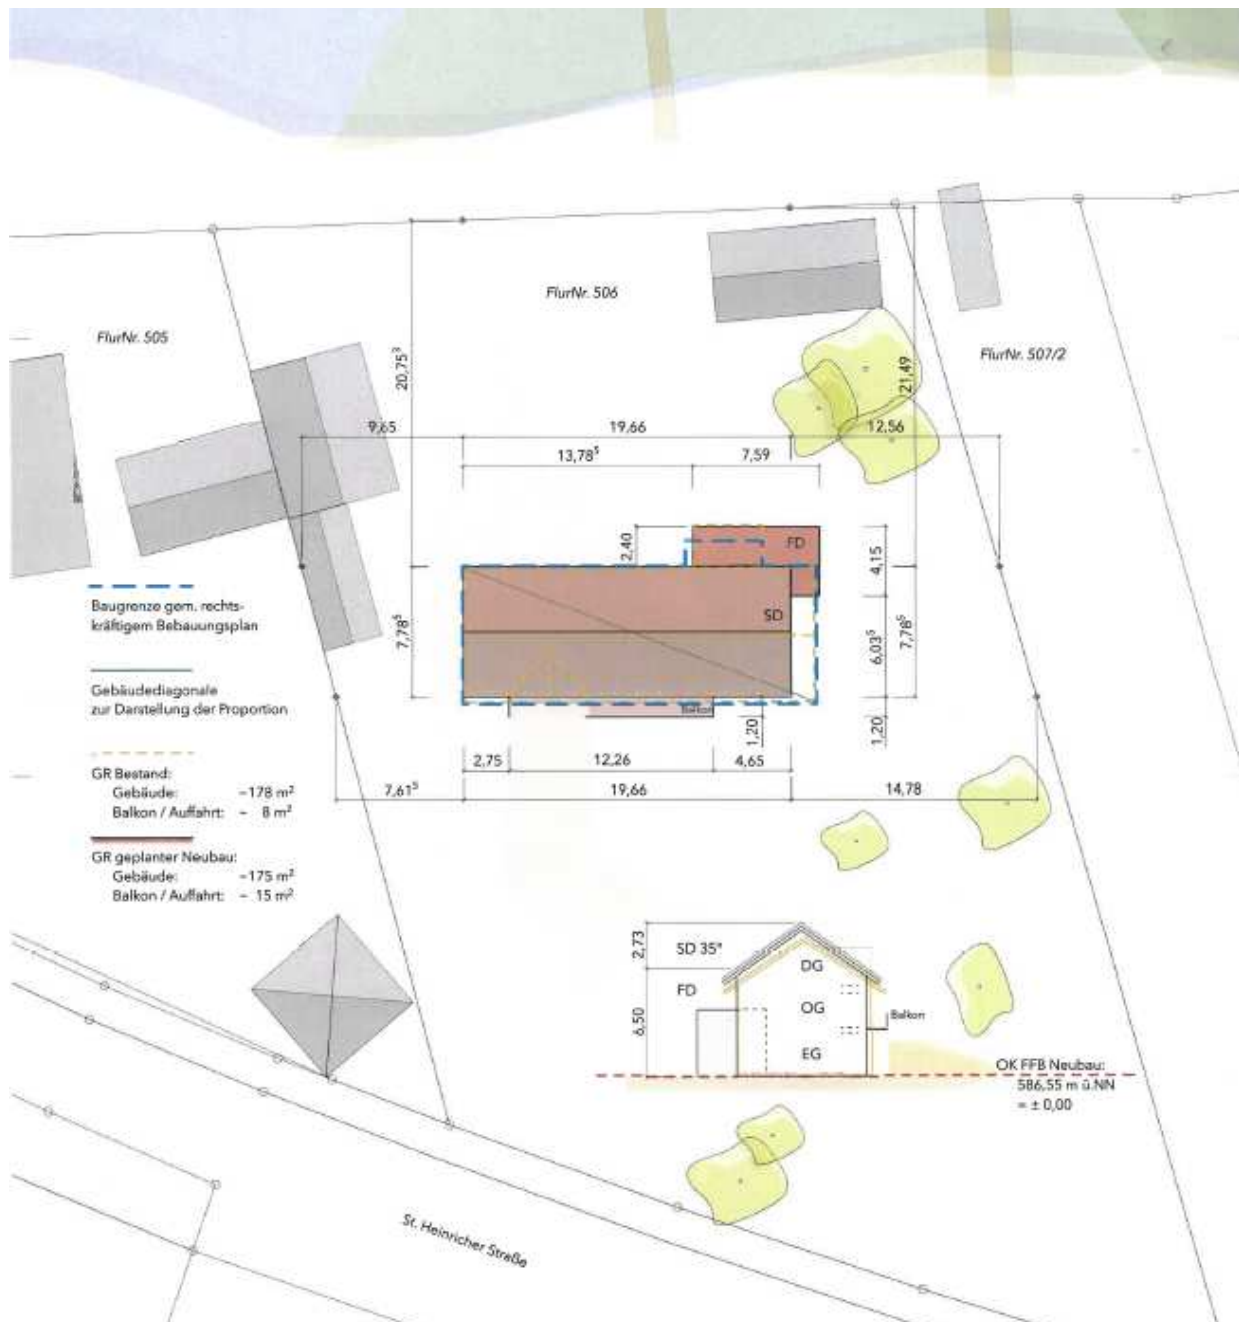 FlurNr. 506
FlurNr. 505
FlurNr. 507/2
20,75³
21,49
9,65
19,66
12,56
13,78⁵
7,59
2,40
FD
4,15
SD
7,78⁵
6,03⁵
7,78⁵
Balkon
1,20
1,20
2,75
12,26
4,65
7,61⁵
19,66
14,78
Baugrenze gem. rechts-
kräftigem Bebauungsplan
Gebäudediagonale
zur Darstellung der Proportion
GR Bestand:
Gebäude: ~178 m²
Balkon / Auffahrt: ~ 8 m²
GR geplanter Neubau:
Gebäude: ~175 m²
Balkon / Auffahrt: ~ 15 m²
2,73
SD 35°
DG
FD
6,50
OG
Balkon
EG
OK FFB Neubau:
586,55 m ü.NN
= ± 0,00
St. Heinricher Straße